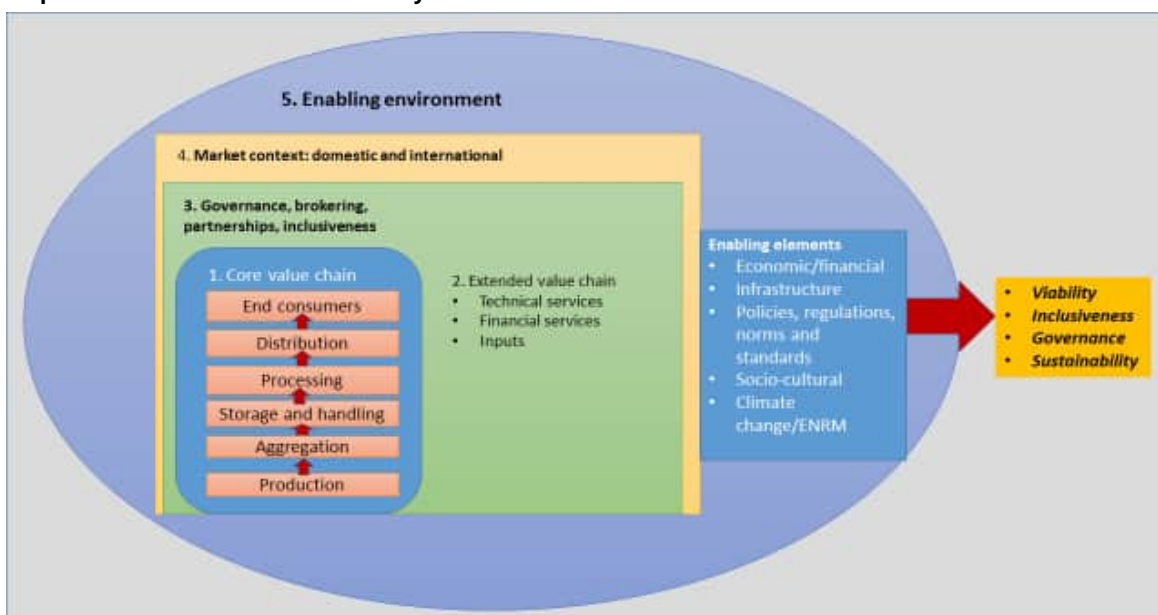 5. Enabling environment
4. Market context: domestic and international
3. Governance, brokering,
partnerships, inclusiveness
1. Core value chain
End consumers
Distribution
Processing
Storage and handling
Aggregation
Production
2. Extended value chain
• Technical services
• Financial services
• Inputs
Enabling elements
• Economic/financial
• Infrastructure
• Policies, regulations,
norms and
standards
• Socio-cultural
• Climate
change/ENRM
• Viability
• Inclusiveness
• Governance
• Sustainability